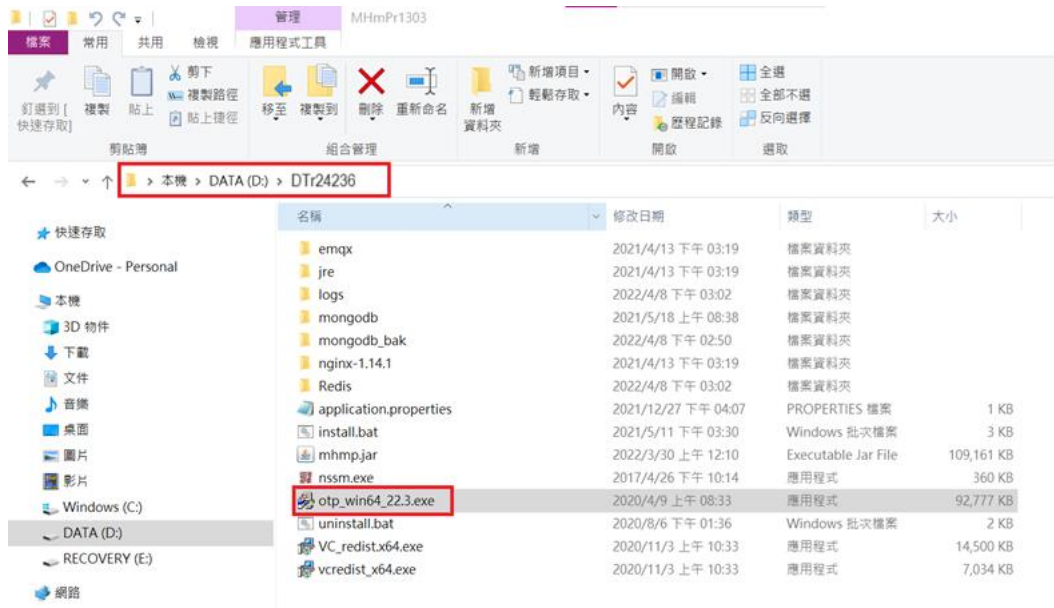 管理 MHmPr1303
檔案 常用 共用 檢視 應用程式工具
釘選到 [快速存取]
複製
貼上
剪下
複製路徑
貼上捷徑
移至
複製到
刪除
重新命名
新增資料夾
新增項目
輕鬆存取
內容
開啟
編輯
歷程記錄
全選
全部不選
反向選擇
剪貼簿 組合管理 新增 開啟 選取
本機 > DATA (D:) > DTr24236
快速存取
OneDrive - Personal
本機
3D 物件
下載
文件
音樂
桌面
圖片
影片
Windows (C:)
DATA (D:)
RECOVERY (E:)
網路
名稱 修改日期 類型 大小
emqx 2021/4/13 下午 03:19 檔案資料夾
jre 2021/4/13 下午 03:19 檔案資料夾
logs 2022/4/8 下午 03:02 檔案資料夾
mongodb 2021/5/18 上午 08:38 檔案資料夾
mongodb_bak 2022/4/8 下午 02:50 檔案資料夾
nginx-1.14.1 2021/4/13 下午 03:19 檔案資料夾
Redis 2022/4/8 下午 03:02 檔案資料夾
application.properties 2021/12/27 下午 04:07 PROPERTIES 檔案 1 KB
install.bat 2021/5/11 下午 03:30 Windows 批次檔案 3 KB
mhmp.jar 2022/3/30 上午 12:10 Executable Jar File 109,161 KB
nssm.exe 2017/4/26 下午 10:14 應用程式 360 KB
otp_win64_22.3.exe 2020/4/9 上午 08:33 應用程式 92,777 KB
uninstall.bat 2020/8/6 下午 01:36 Windows 批次檔案 2 KB
VC_redist.x64.exe 2020/11/3 上午 10:33 應用程式 14,500 KB
vcredist_x64.exe 2020/11/3 上午 10:33 應用程式 7,034 KB